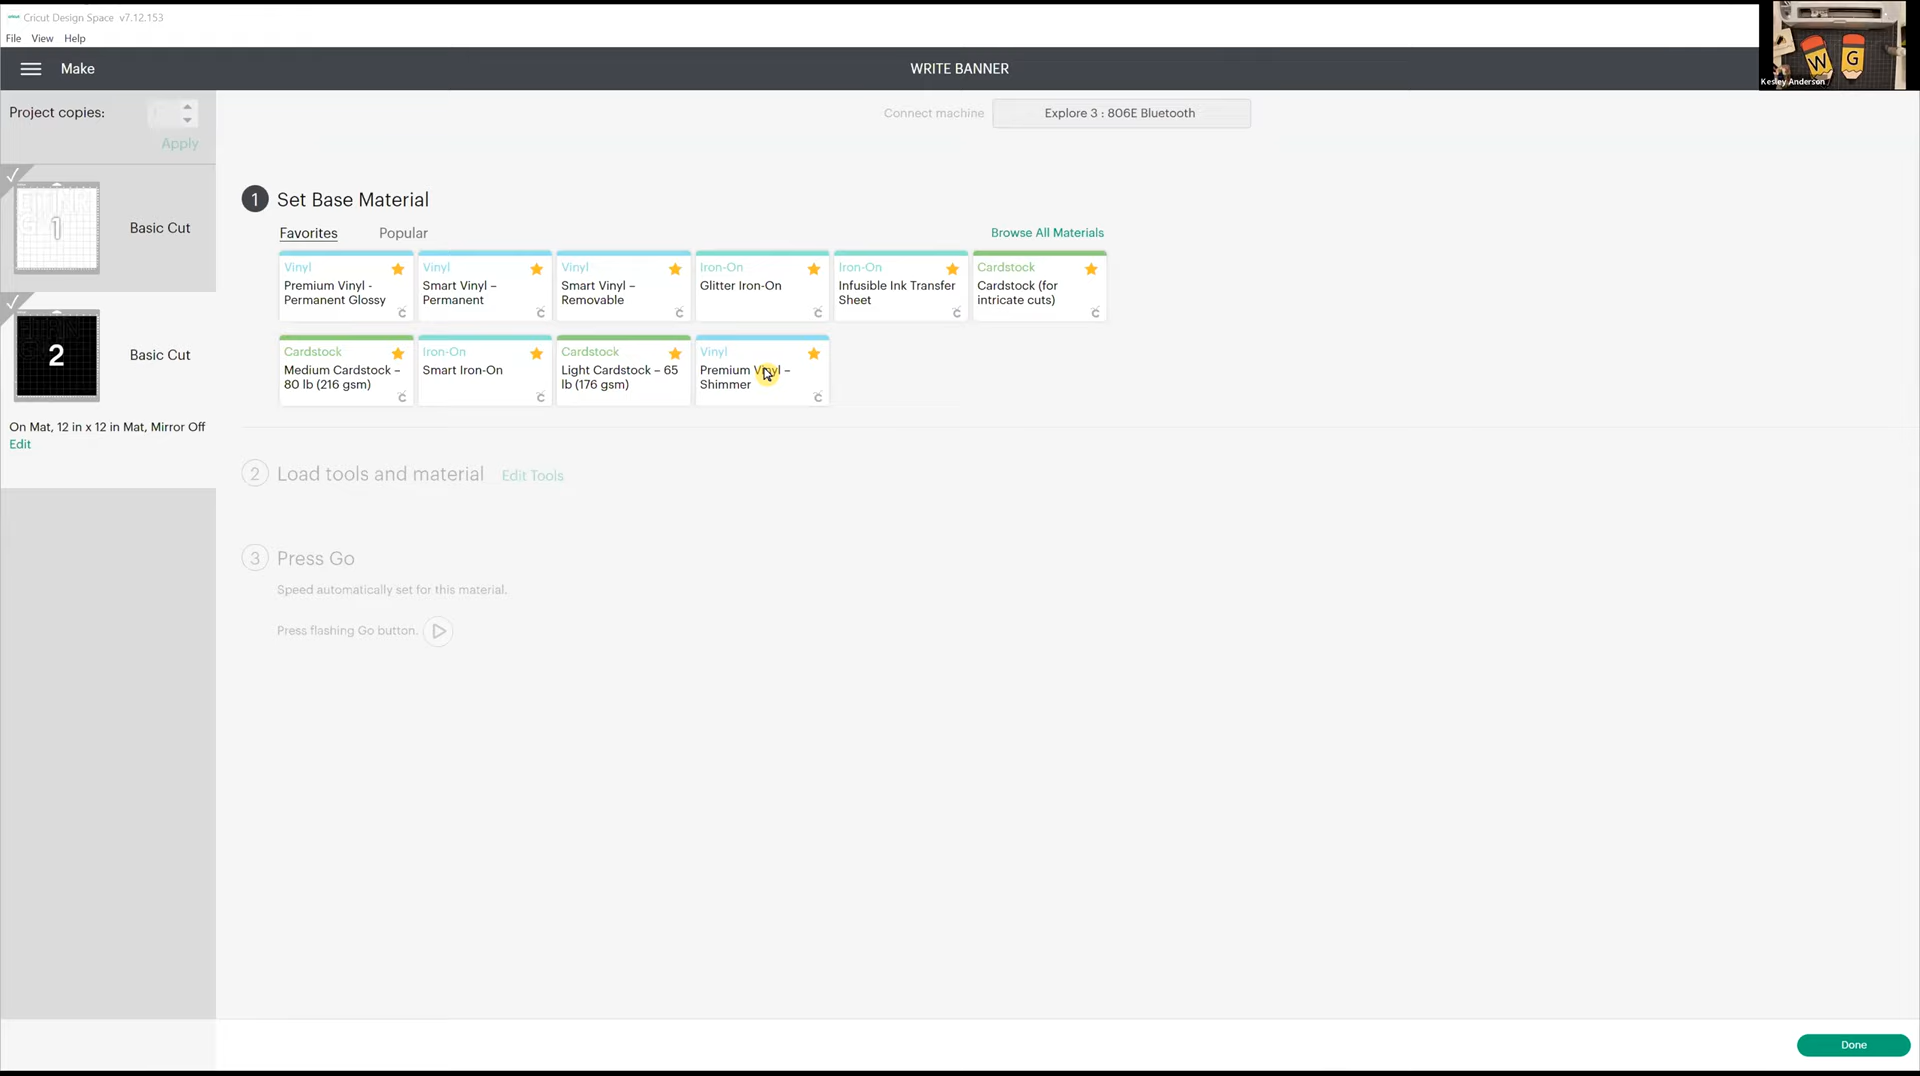 Cricut Design Space v7.12.153
File View Help
Make
WRITE BANNER
Kesley Anderson
W G
Project copies:
Apply
Connect machine
Explore 3 : 806E Bluetooth
1
Basic Cut
2
Basic Cut
On Mat, 12 in x 12 in Mat, Mirror Off
Edit
1 Set Base Material
Favorites Popular
Browse All Materials
Vinyl
Premium Vinyl -
Permanent Glossy
Vinyl
Smart Vinyl –
Permanent
Vinyl
Smart Vinyl –
Removable
Iron-On
Glitter Iron-On
Iron-On
Infusible Ink Transfer
Sheet
Cardstock
Cardstock (for
intricate cuts)
Cardstock
Medium Cardstock –
80 lb (216 gsm)
Iron-On
Smart Iron-On
Cardstock
Light Cardstock – 65
lb (176 gsm)
Vinyl
Premium Vinyl –
Shimmer
2 Load tools and material Edit Tools
3 Press Go
Speed automatically set for this material.
Press flashing Go button.
Done